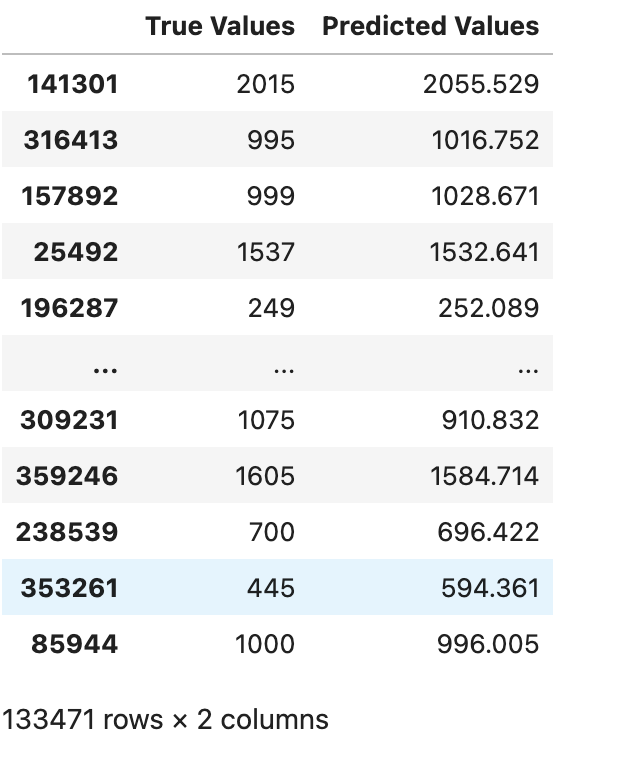 True Values Predicted Values
141301 2015 2055.529
316413 995 1016.752
157892 999 1028.671
25492 1537 1532.641
196287 249 252.089
... ... ...
309231 1075 910.832
359246 1605 1584.714
238539 700 696.422
353261 445 594.361
85944 1000 996.005
133471 rows × 2 columns